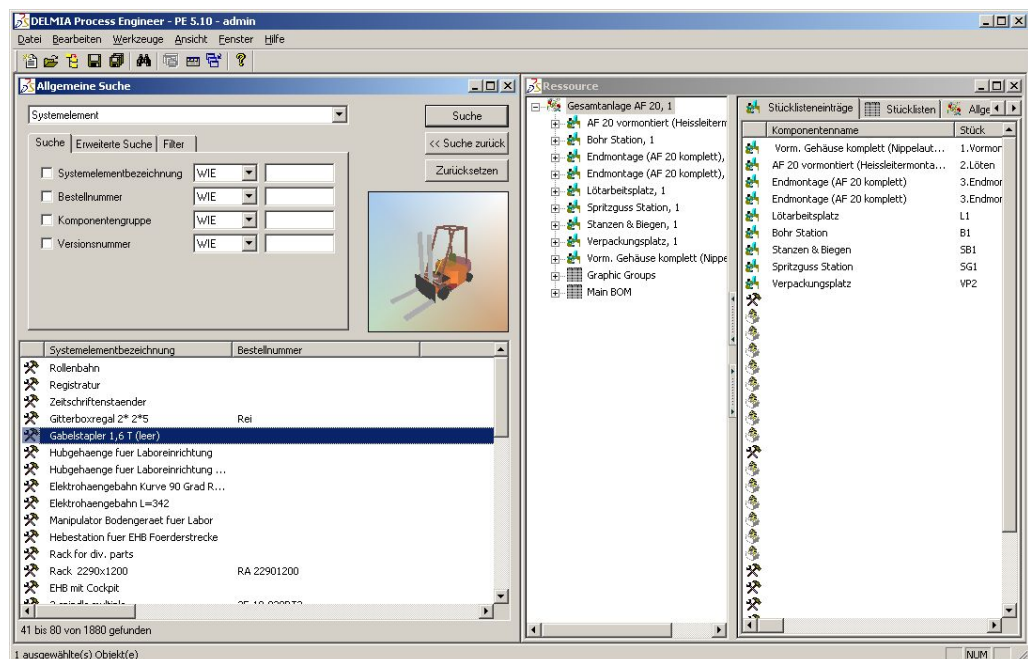 DELMIA Process Engineer - PE 5.10 - admin
Datei Bearbeiten Werkzeuge Ansicht Fenster Hilfe
Allgemeine Suche
Systemelement
Suche
Suche Erweiterte Suche Filter
<< Suche zurück
Zurücksetzen
Systemelementbezeichnung WIE
Bestellnummer WIE
Komponentengruppe WIE
Versionsnummer WIE
Systemelementbezeichnung Bestellnummer
Rollenbahn
Registratur
Zeitschriftenstaender
Gitterboxregal 2* 2*5 Rei
Gabelstapler 1,6 T (leer)
Hubgehaenge fuer Laboreinrichtung
Hubgehaenge fuer Laboreinrichtung ...
Elektrohaengebahn Kurve 90 Grad R...
Elektrohaengebahn L=342
Manipulator Bodengeraet fuer Labor
Hebestation fuer EHB Foerderstrecke
Rack for div. parts
Rack 2290x1200 RA 22901200
EHB mit Cockpit
41 bis 80 von 1880 gefunden
Ressource
Gesamtanlage AF 20, 1
AF 20 vormontiert (Heissleitern
Bohr Station, 1
Endmontage (AF 20 komplett),
Endmontage (AF 20 komplett),
Lötarbeitsplatz, 1
Spritzguss Station, 1
Stanzen & Biegen, 1
Verpackungsplatz, 1
Vorm. Gehäuse komplett (Nippe
Graphic Groups
Main BOM
Stücklisteneinträge Stücklisten Allge
Komponentenname Stück
Vorm. Gehäuse komplett (Nippelaut... 1.Vormor
AF 20 vormontiert (Heissleitermonta... 2.Löten
Endmontage (AF 20 komplett) 3.Endmor
Endmontage (AF 20 komplett) 3.Endmor
Lötarbeitsplatz L1
Bohr Station B1
Stanzen & Biegen SB1
Spritzguss Station SG1
Verpackungsplatz VP2
1 ausgewählte(s) Objekt(e) NUM